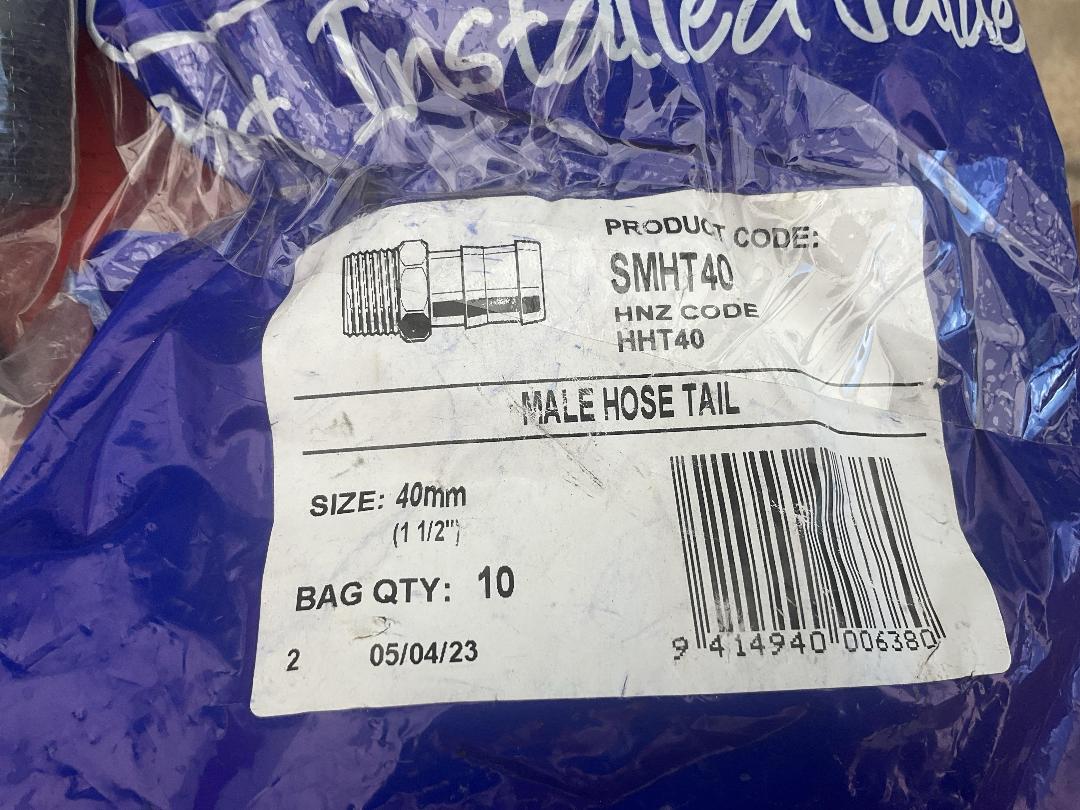 Installed Value
PRODUCT CODE:
SMHT40
HNZ CODE
HHT40
MALE HOSE TAIL
SIZE: 40mm
(1 1/2")
BAG QTY: 10
2 05/04/23
9 414940 006380